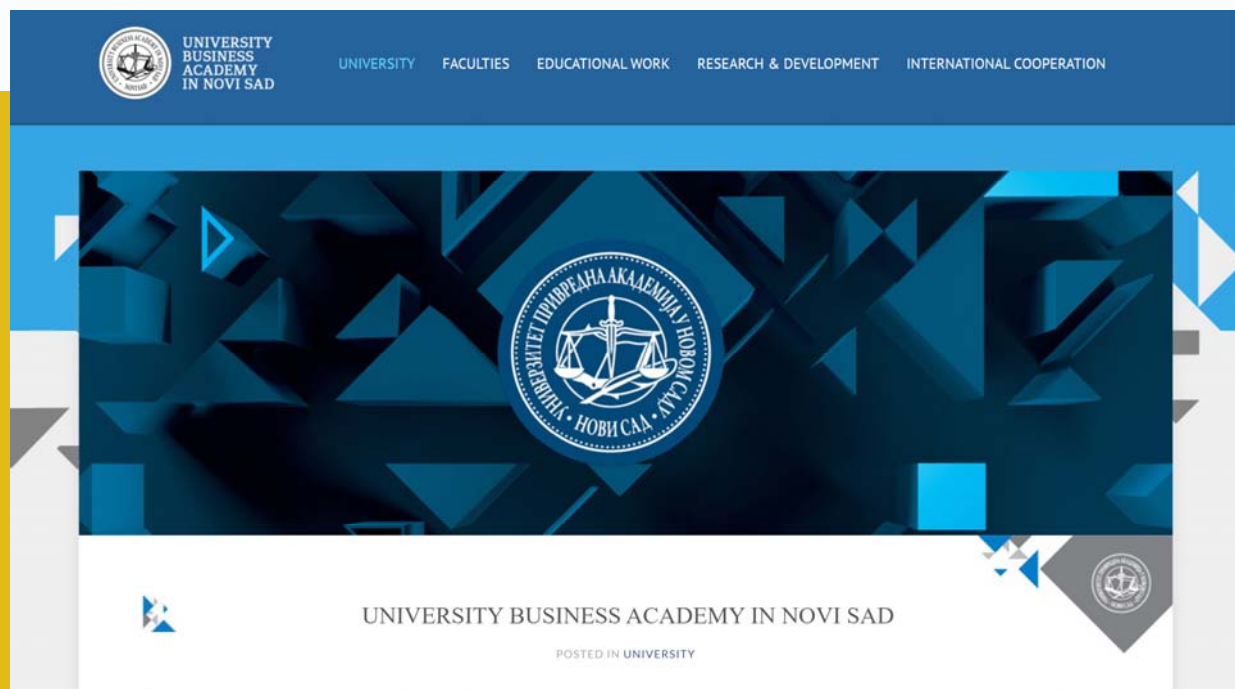 UNIVERSITY
BUSINESS
ACADEMY
IN NOVI SAD
UNIVERSITY FACULTIES EDUCATIONAL WORK RESEARCH & DEVELOPMENT INTERNATIONAL COOPERATION
УНИВЕРЗИТЕТ ПРИВРЕДНА АКАДЕМИЈА У НОВОМ САДУ
НОВИ САД
UNIVERSITY BUSINESS ACADEMY IN NOVI SAD
POSTED IN UNIVERSITY